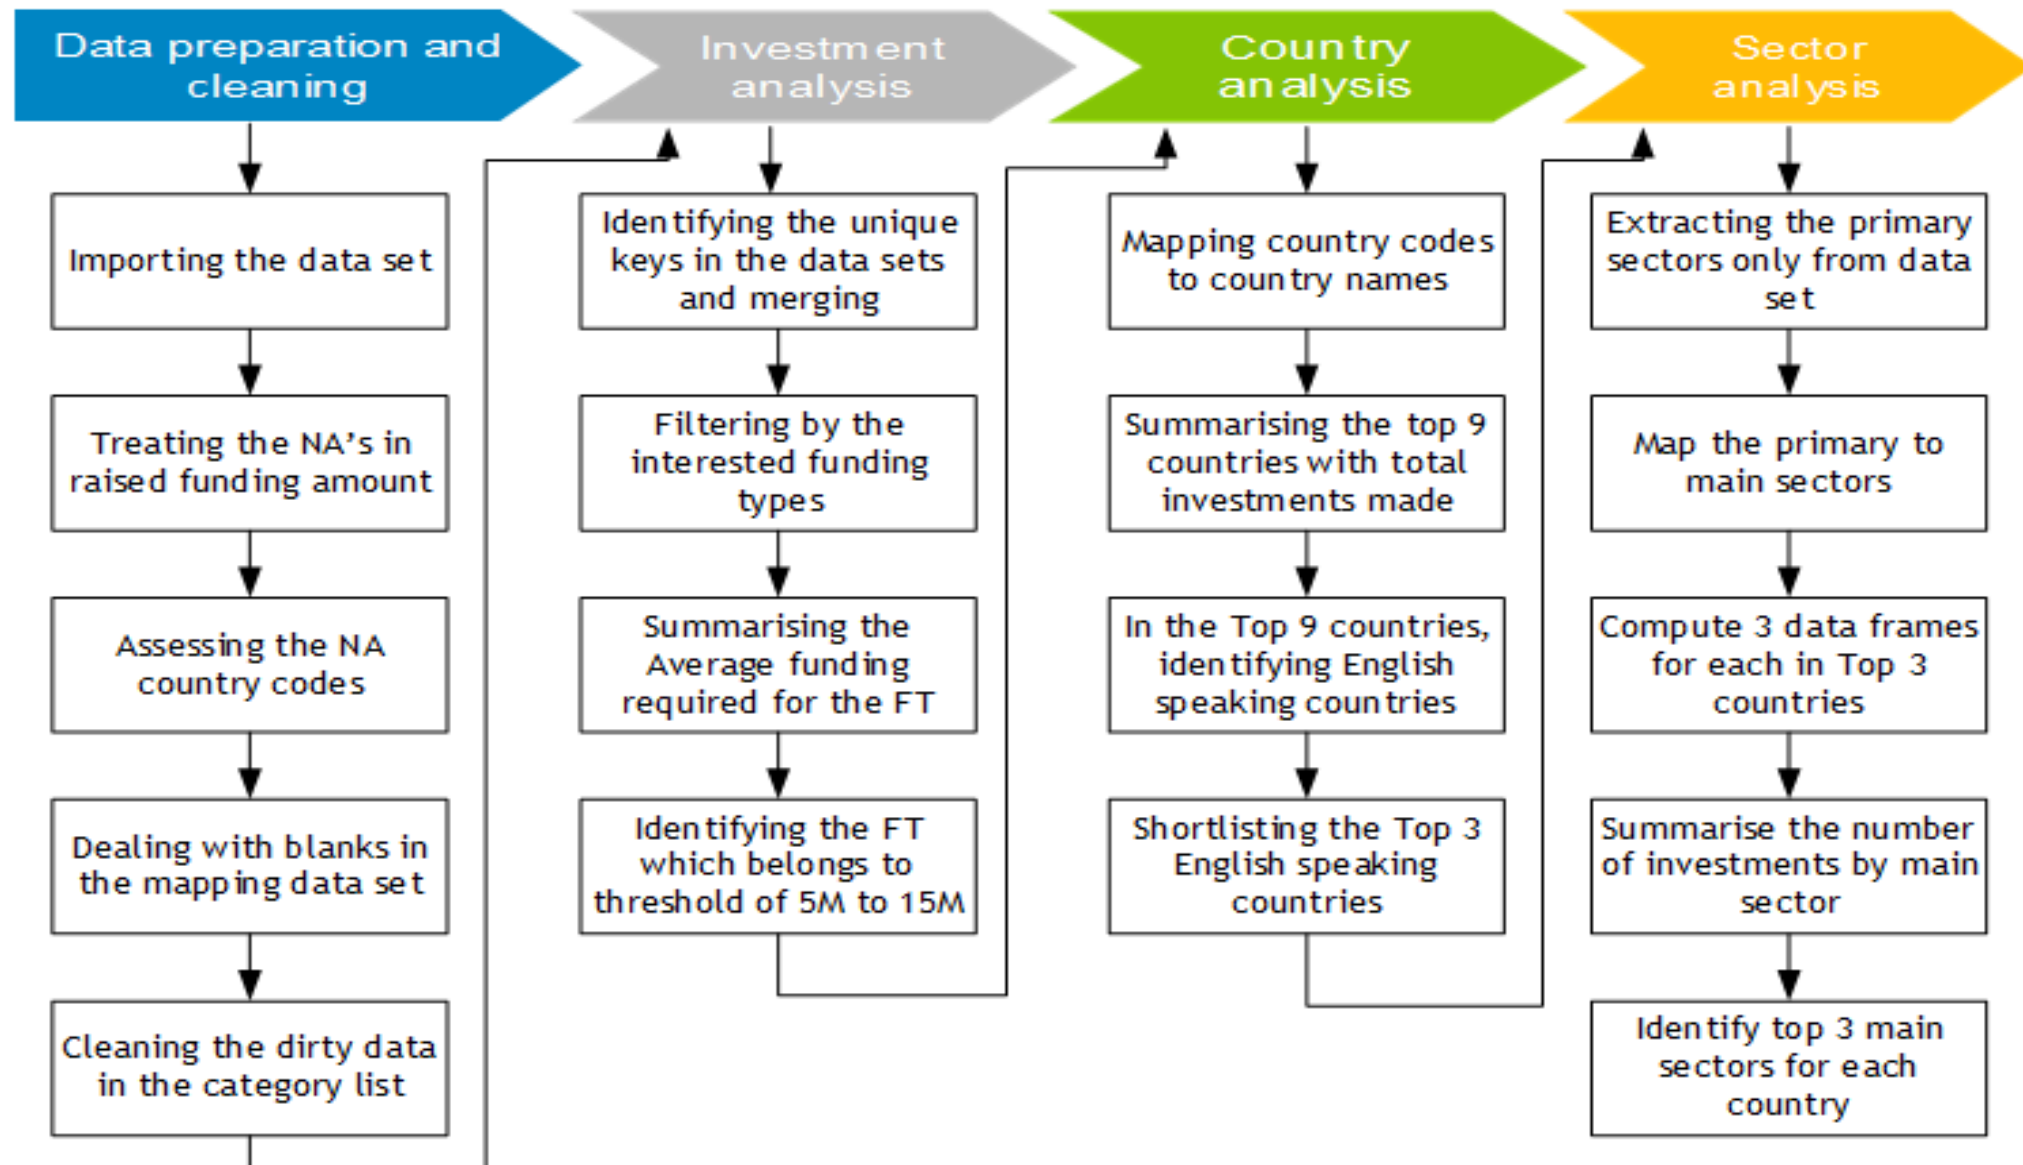 Data preparation and
cleaning
Investment
analysis
Country
analysis
Sector
analysis
Importing the data set
Treating the NA's in
raised funding amount
Assessing the NA
country codes
Dealing with blanks in
the mapping data set
Cleaning the dirty data
in the category list
Identifying the unique
keys in the data sets
and merging
Filtering by the
interested funding
types
Summarising the
Average funding
required for the FT
Identifying the FT
which belongs to
threshold of 5M to 15M
Mapping country codes
to country names
Summarising the top 9
countries with total
investments made
In the Top 9 countries,
identifying English
speaking countries
Shortlisting the Top 3
English speaking
countries
Extracting the primary
sectors only from data
set
Map the primary to
main sectors
Compute 3 data frames
for each in Top 3
countries
Summarise the number
of investments by main
sector
Identify top 3 main
sectors for each
country